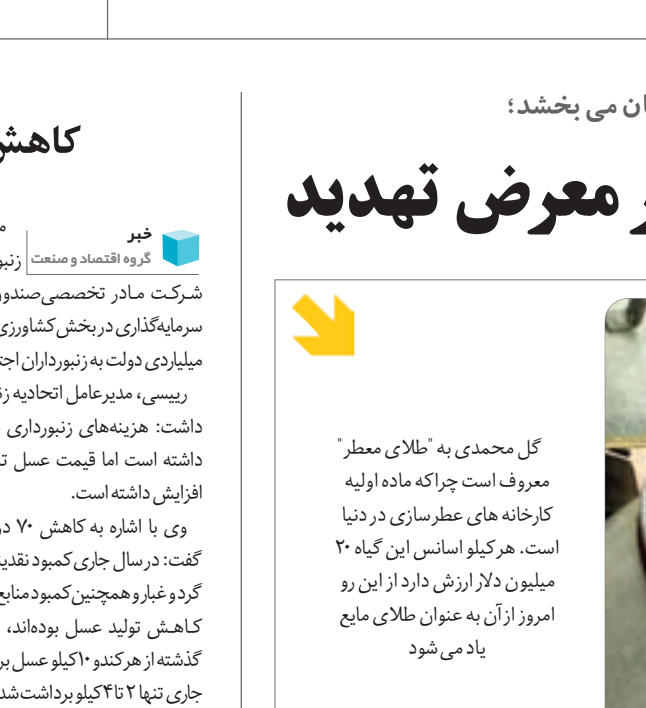 ان می بخشد؛
ر معرض تهدید
گل محمدی به "طلای معطر"
معروف است چراکه ماده اولیه
کارخانه های عطرسازی در دنیا
است. هر کیلو اسانس این گیاه ۲۰
میلیون دلار ارزش دارد از این رو
امروز از آن به عنوان طلای مایع
یاد می شود
کاهش
خبر
گروه اقتصاد و صنعت
شرکت مادر تخصصی صندوق
سرمایه‌گذاری در بخش کشاورزی
میلیاردی دولت به زنبورداران
رییسی، مدیرعامل اتحادیه
داشت: هزینه‌های زنبورداری
داشته است اما قیمت عسل
افزایش داشته است.
وی با اشاره به کاهش ۷۰
گفت: در سال جاری کمبود
گرد و غبار و همچنین کمبود منابع
کاهش تولید عسل بوده‌اند،
گذشته از هر کندو ۱۰ کیلو عسل
جاری تنها ۲ تا ۴ کیلو برداشت شد